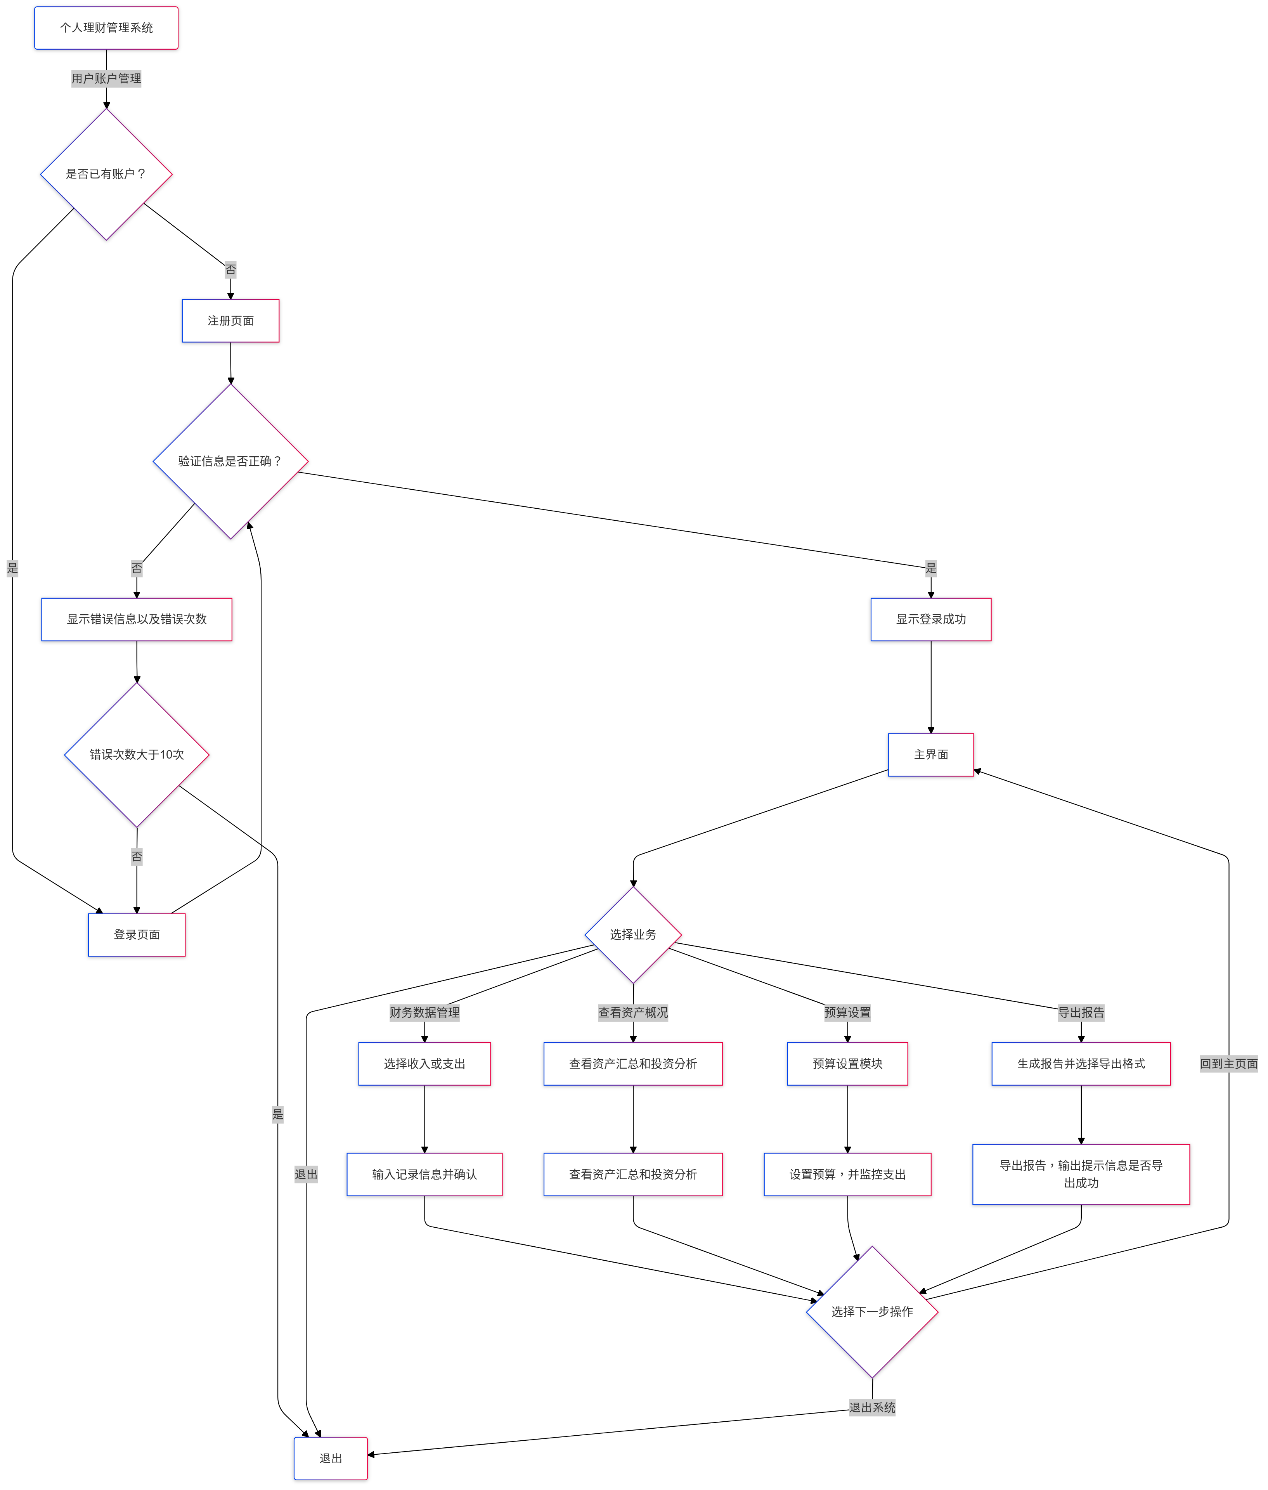 个人理财管理系统
用户账户管理
是否已有账户？
否
注册页面
验证信息是否正确？
是
否
是
显示错误信息以及错误次数
显示登录成功
错误次数大于10次
主界面
否
登录页面
选择业务
财务数据管理
查看资产概况
预算设置
导出报告
选择收入或支出
查看资产汇总和投资分析
预算设置模块
生成报告并选择导出格式
回到主页面
是
退出
输入记录信息并确认
查看资产汇总和投资分析
设置预算，并监控支出
导出报告，输出提示信息是否导
出成功
选择下一步操作
退出系统
退出